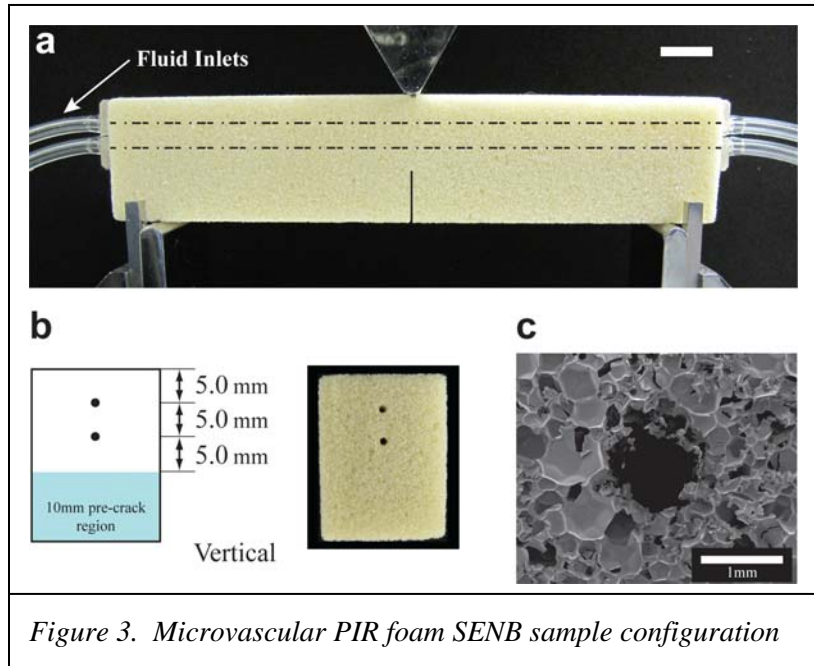 a
Fluid Inlets
b
5.0 mm
5.0 mm
5.0 mm
10mm pre-crack
region
Vertical
c
1mm
Figure 3. Microvascular PIR foam SENB sample configuration